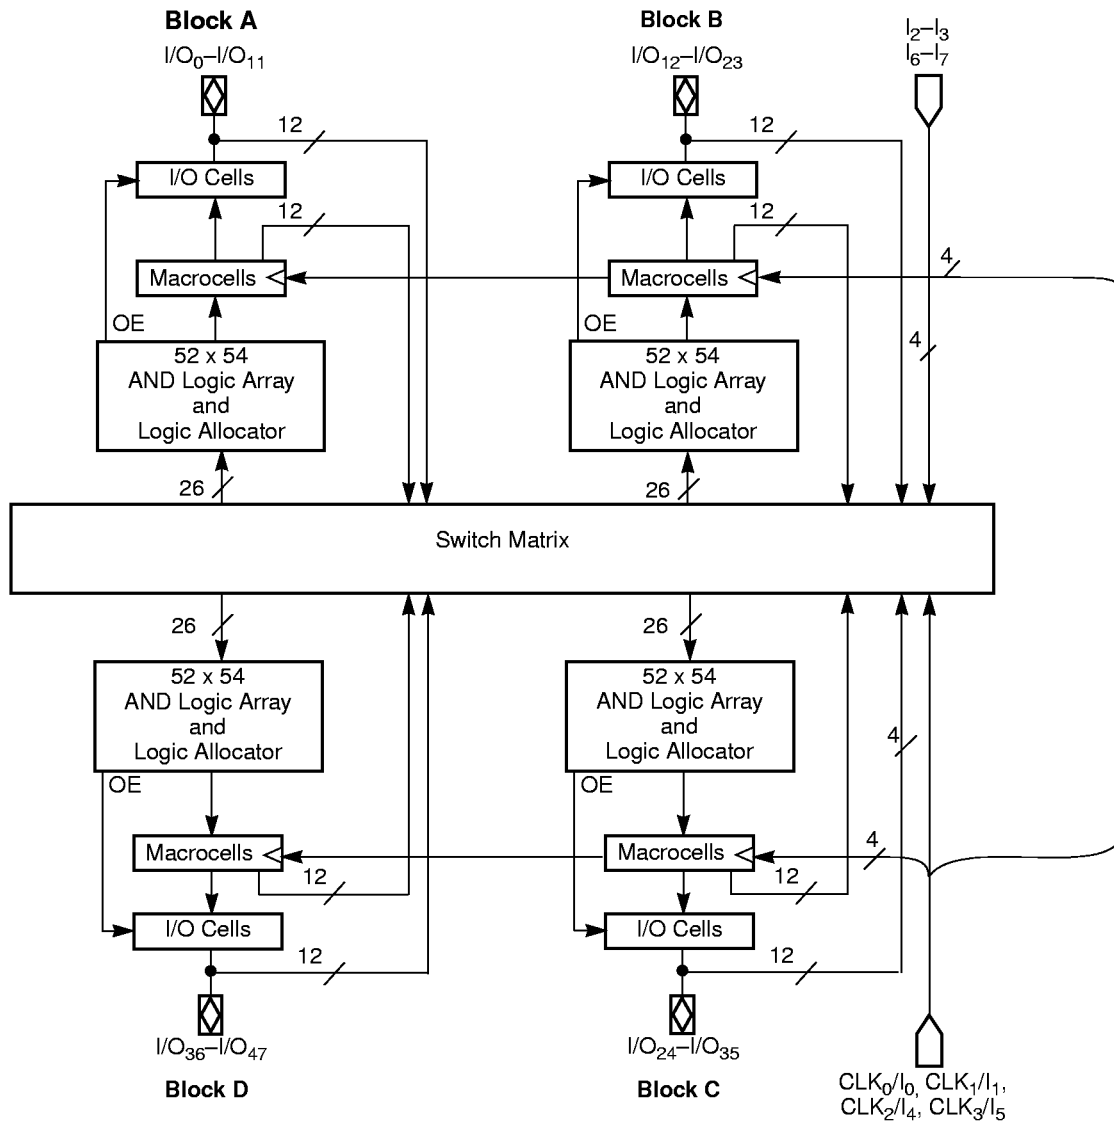 Block A
Block B
I/O0–I/O11
I/O12–I/O23
I2–I3
I6–I7
12
12
I/O Cells
I/O Cells
12
12
Macrocells
Macrocells
4
OE
OE
4
52 x 54
AND Logic Array
and
Logic Allocator
52 x 54
AND Logic Array
and
Logic Allocator
26
26
Switch Matrix
26
26
52 x 54
AND Logic Array
and
Logic Allocator
52 x 54
AND Logic Array
and
Logic Allocator
4
OE
OE
4
Macrocells
Macrocells
12
12
I/O Cells
I/O Cells
12
12
I/O36–I/O47
I/O24–I/O35
Block D
Block C
CLK0/I0, CLK1/I1,
CLK2/I4, CLK3/I5